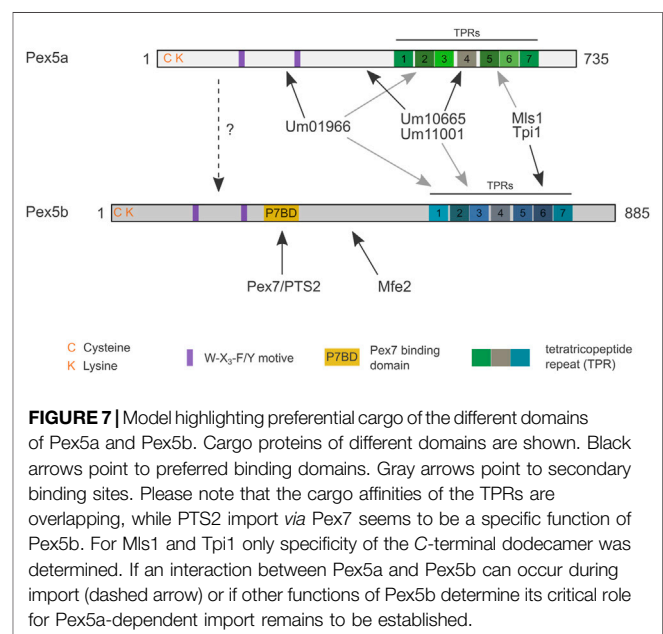 TPRs
Pex5a 1 C K 1 2 3 4 5 6 7 735
?
Um01966
Um10665
Um11001
Mls1
Tpi1
TPRs
Pex5b 1 C K P7BD 1 2 3 4 5 6 7 885
Pex7/PTS2 Mfe2
C Cysteine
K Lysine
W-X₃-F/Y motive
P7BD Pex7 binding
domain
tetratricopeptide
repeat (TPR)
FIGURE 7 | Model highlighting preferential cargo of the different domains
of Pex5a and Pex5b. Cargo proteins of different domains are shown. Black
arrows point to preferred binding domains. Gray arrows point to secondary
binding sites. Please note that the cargo affinities of the TPRs are
overlapping, while PTS2 import via Pex7 seems to be a specific function of
Pex5b. For Mls1 and Tpi1 only specificity of the C-terminal dodecamer was
determined. If an interaction between Pex5a and Pex5b can occur during
import (dashed arrow) or if other functions of Pex5b determine its critical role
for Pex5a-dependent import remains to be established.